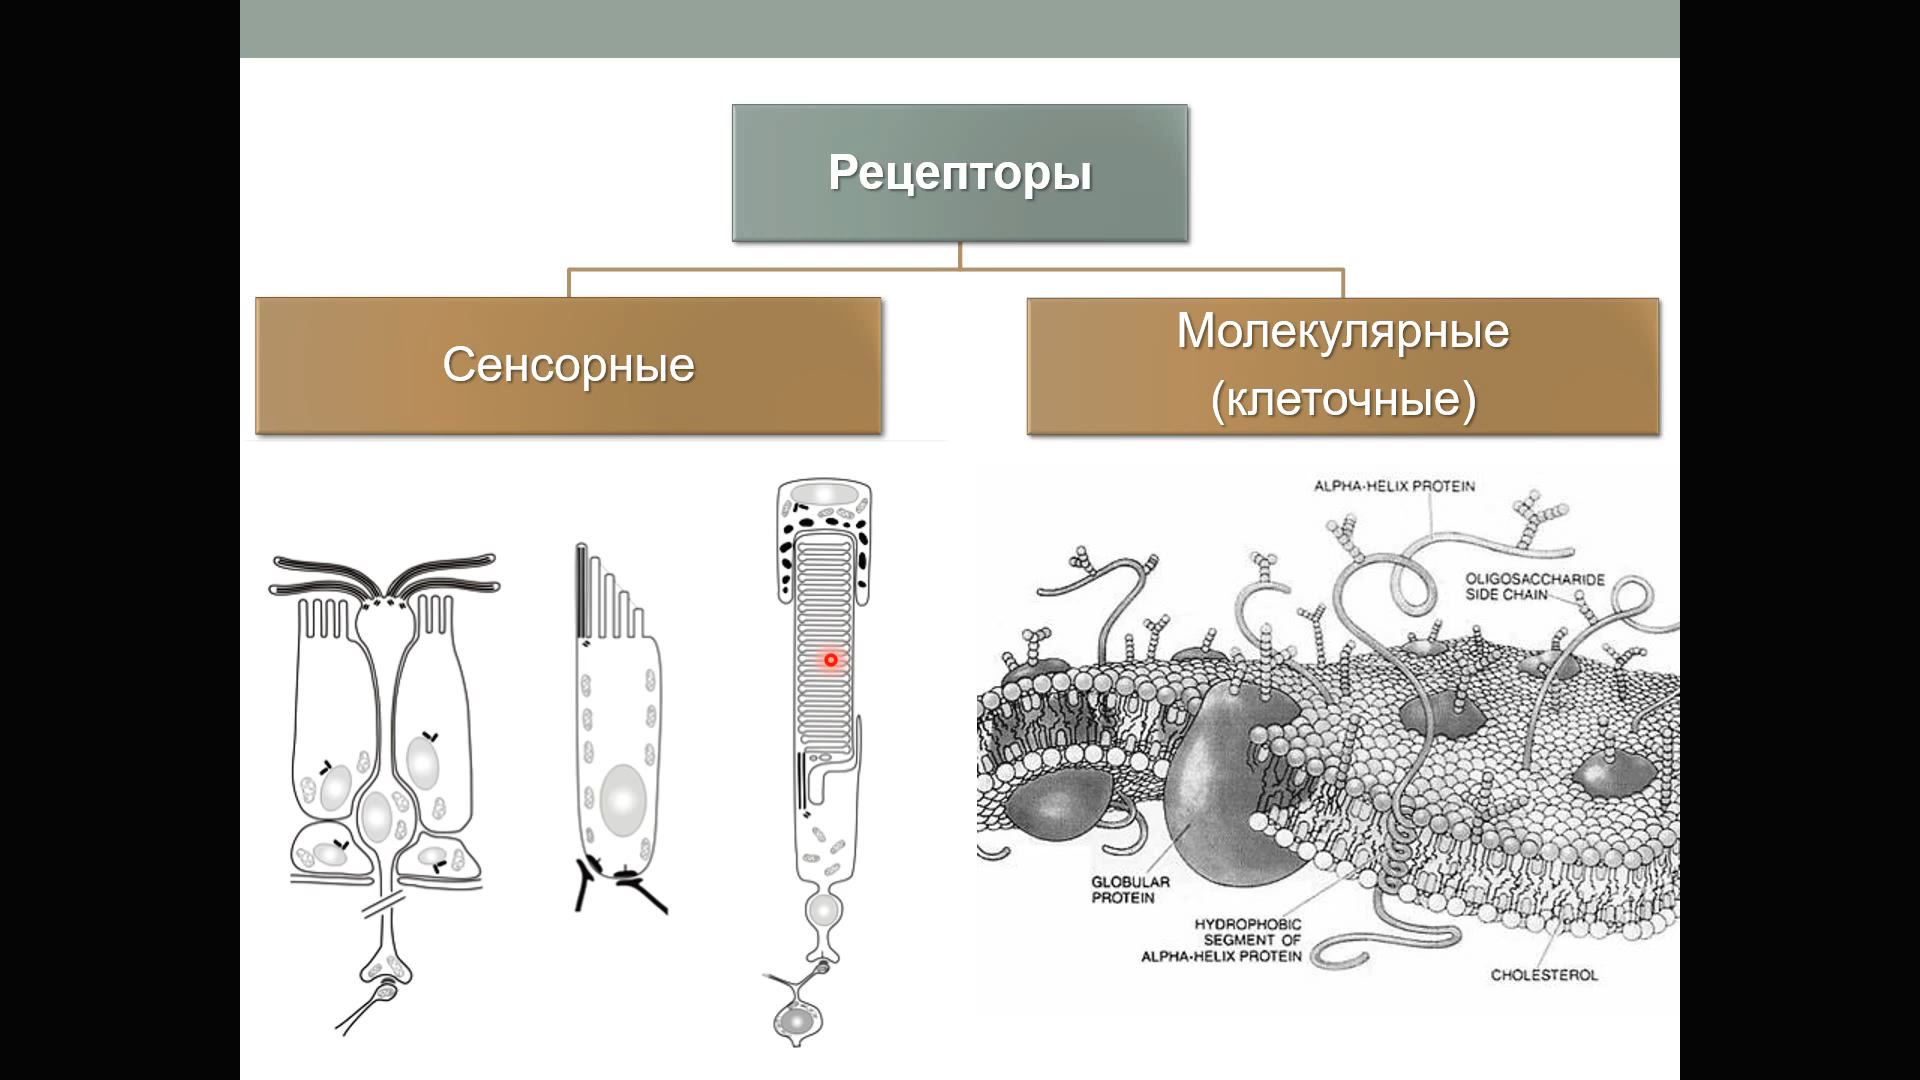 Рецепторы
Сенсорные
Молекулярные
(клеточные)
ALPHA-HELIX PROTEIN
OLIGOSACCHARIDE
SIDE CHAIN
GLOBULAR
PROTEIN
HYDROPHOBIC
SEGMENT OF
ALPHA-HELIX PROTEIN
CHOLESTEROL